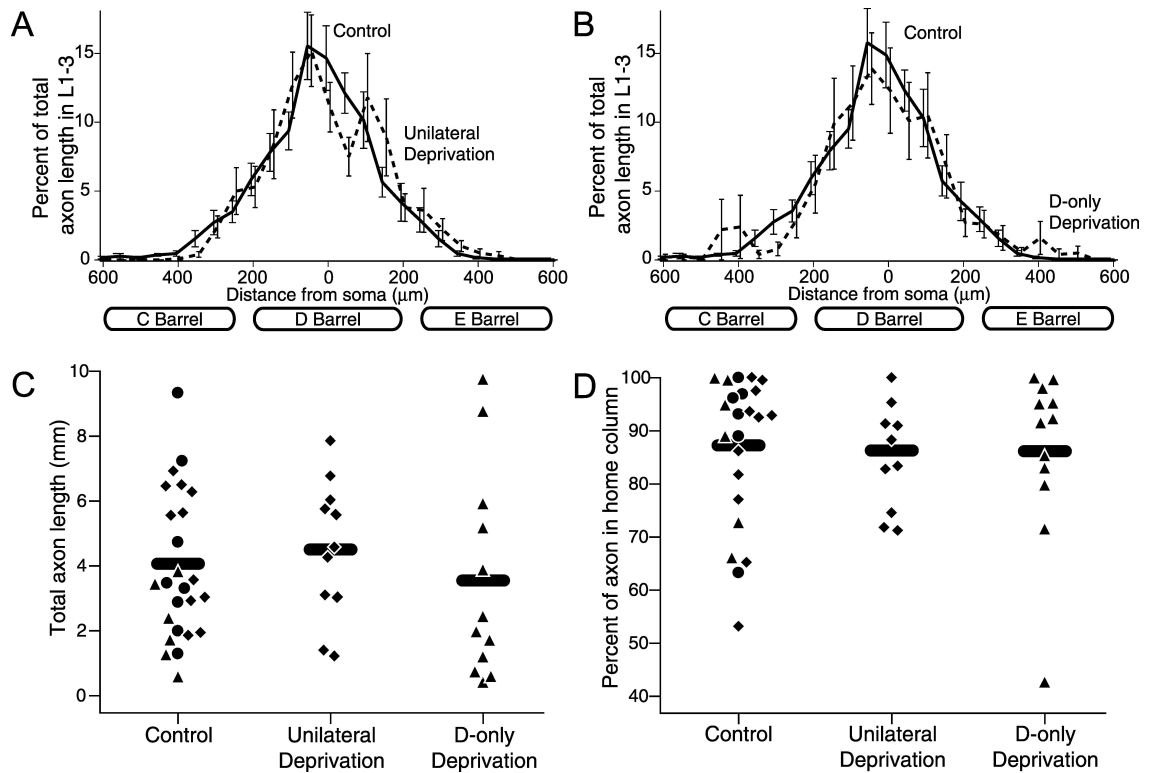 A
Percent of total
axon length in L1-3
15
10
5
0
Control
Unilateral
Deprivation
600 400 200 0 200 400 600
Distance from soma (μm)
C Barrel D Barrel E Barrel
B
Percent of total
axon length in L1-3
15
10
5
0
Control
D-only
Deprivation
600 400 200 0 200 400 600
Distance from soma (μm)
C Barrel D Barrel E Barrel
C
Total axon length (mm)
10
8
6
4
2
0
Control Unilateral D-only
Deprivation Deprivation
D
Percent of axon in home column
100
90
80
70
60
50
40
Control Unilateral D-only
Deprivation Deprivation